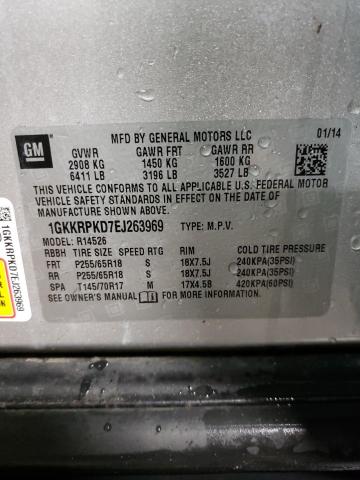 GM
MFD BY GENERAL MOTORS LLC 01/14
GVWR GAWR FRT GAWR RR
2908 KG 1450 KG 1600 KG
6411 LB 3196 LB 3527 LB
THIS VEHICLE CONFORMS TO ALL APPLICABLE U.S. FEDERAL MOTOR
VEHICLE SAFETY STANDARDS IN EFFECT ON THE DATE OF
MANUFACTURE SHOWN ABOVE.
1GKKRPKD7EJ263969 TYPE: M.P.V.
MODEL: R14526
RBBH TIRE SIZE SPEED RTG RIM COLD TIRE PRESSURE
FRT P255/65R18 S 18X7.5J 240KPA(35PSI)
RR P255/65R18 S 18X7.5J 240KPA(35PSI)
SPA T145/70R17 M 17X4.5B 420KPA(60PSI)
SEE OWNER'S MANUAL FOR ADDITIONAL INFORMATION.
1GKKRPKD7EJ263969